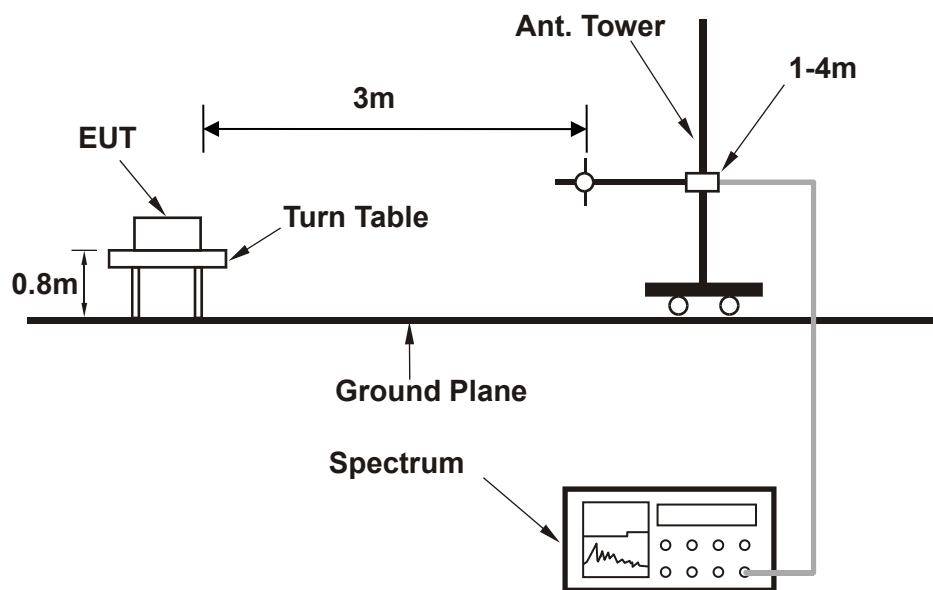 Ant. Tower
1-4m
3m
EUT
Turn Table
0.8m
Ground Plane
Spectrum